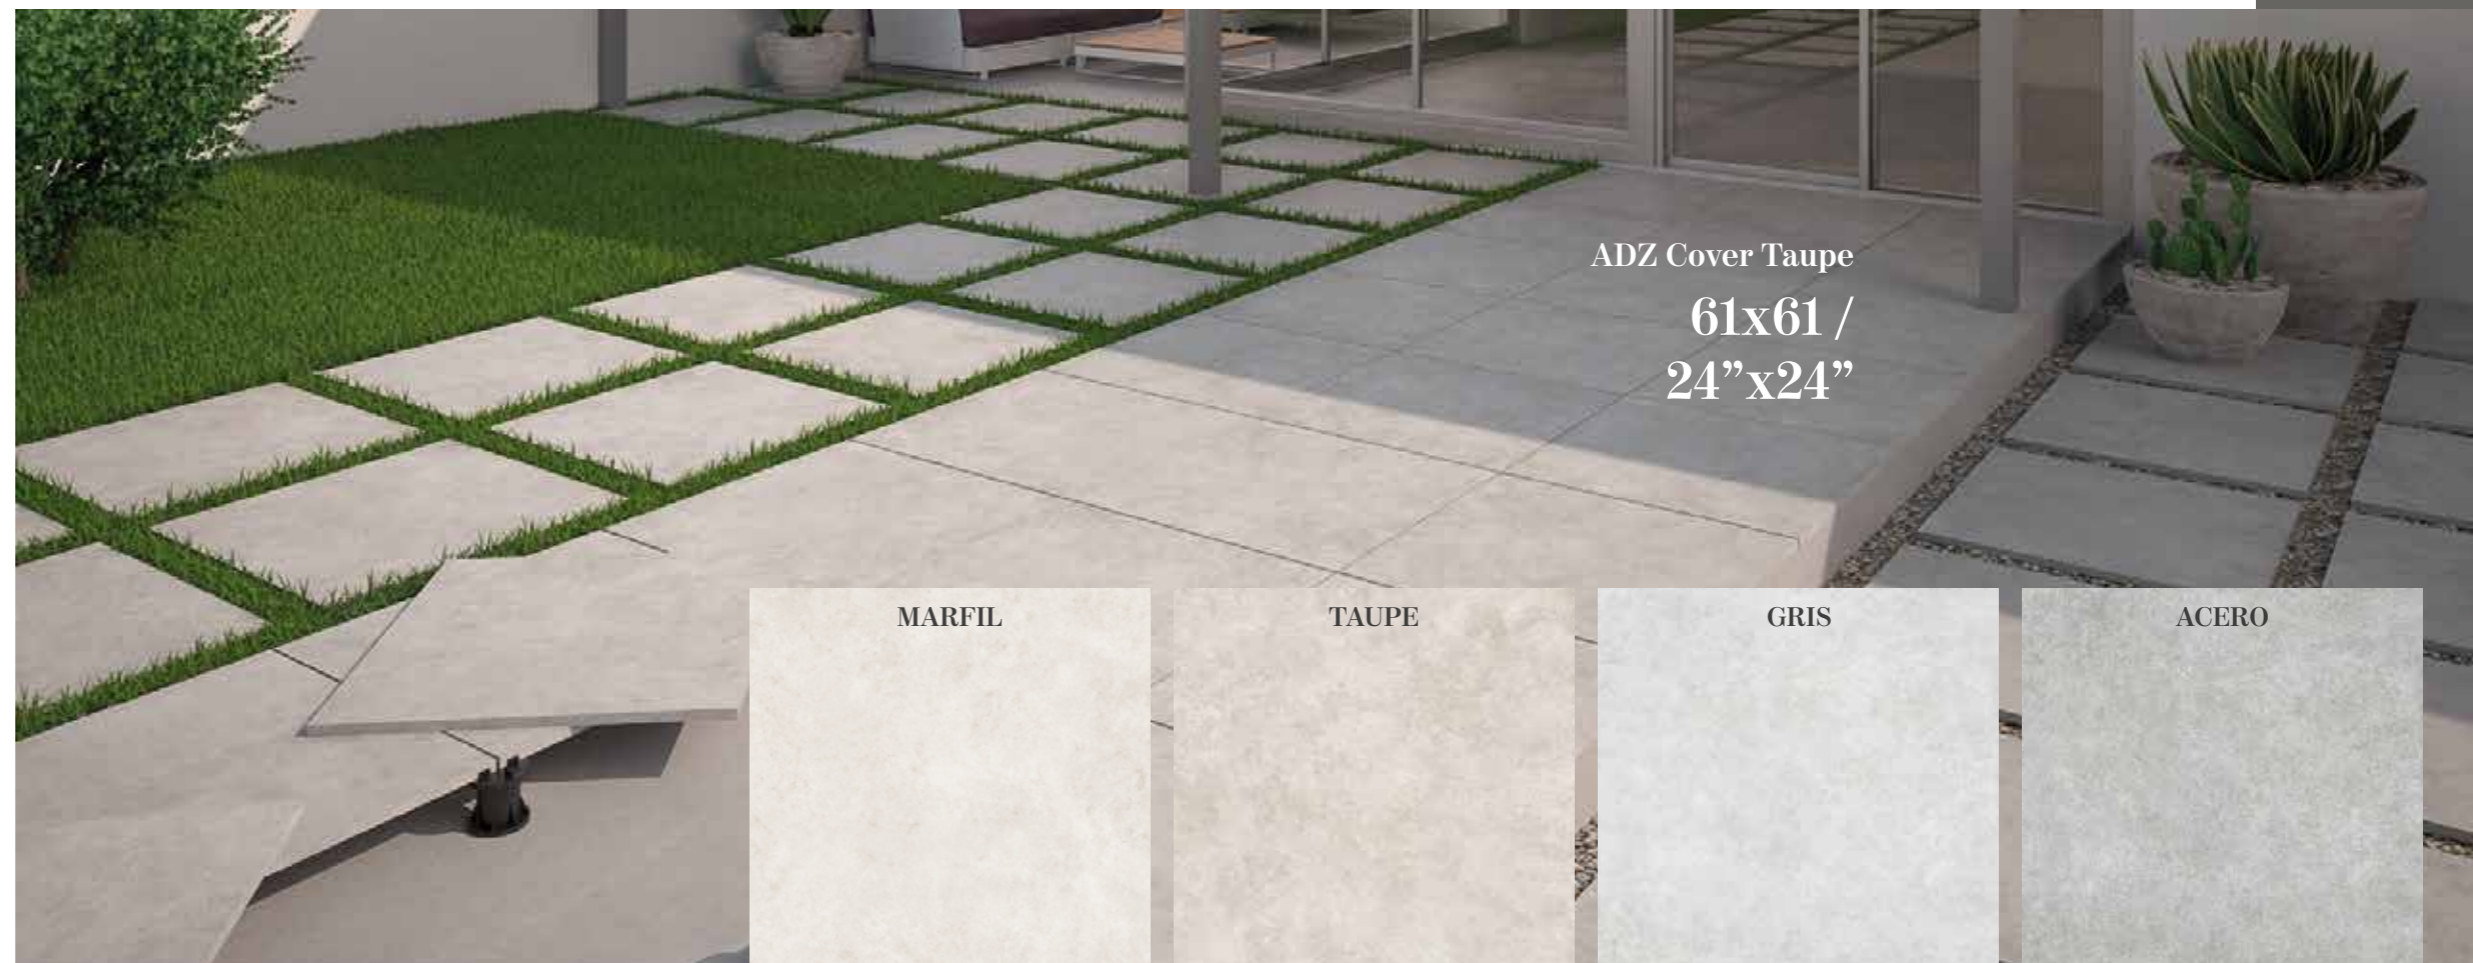 ADZ Cover Taupe
61x61 /
24”x24”
MARFIL
TAUPE
GRIS
ACERO